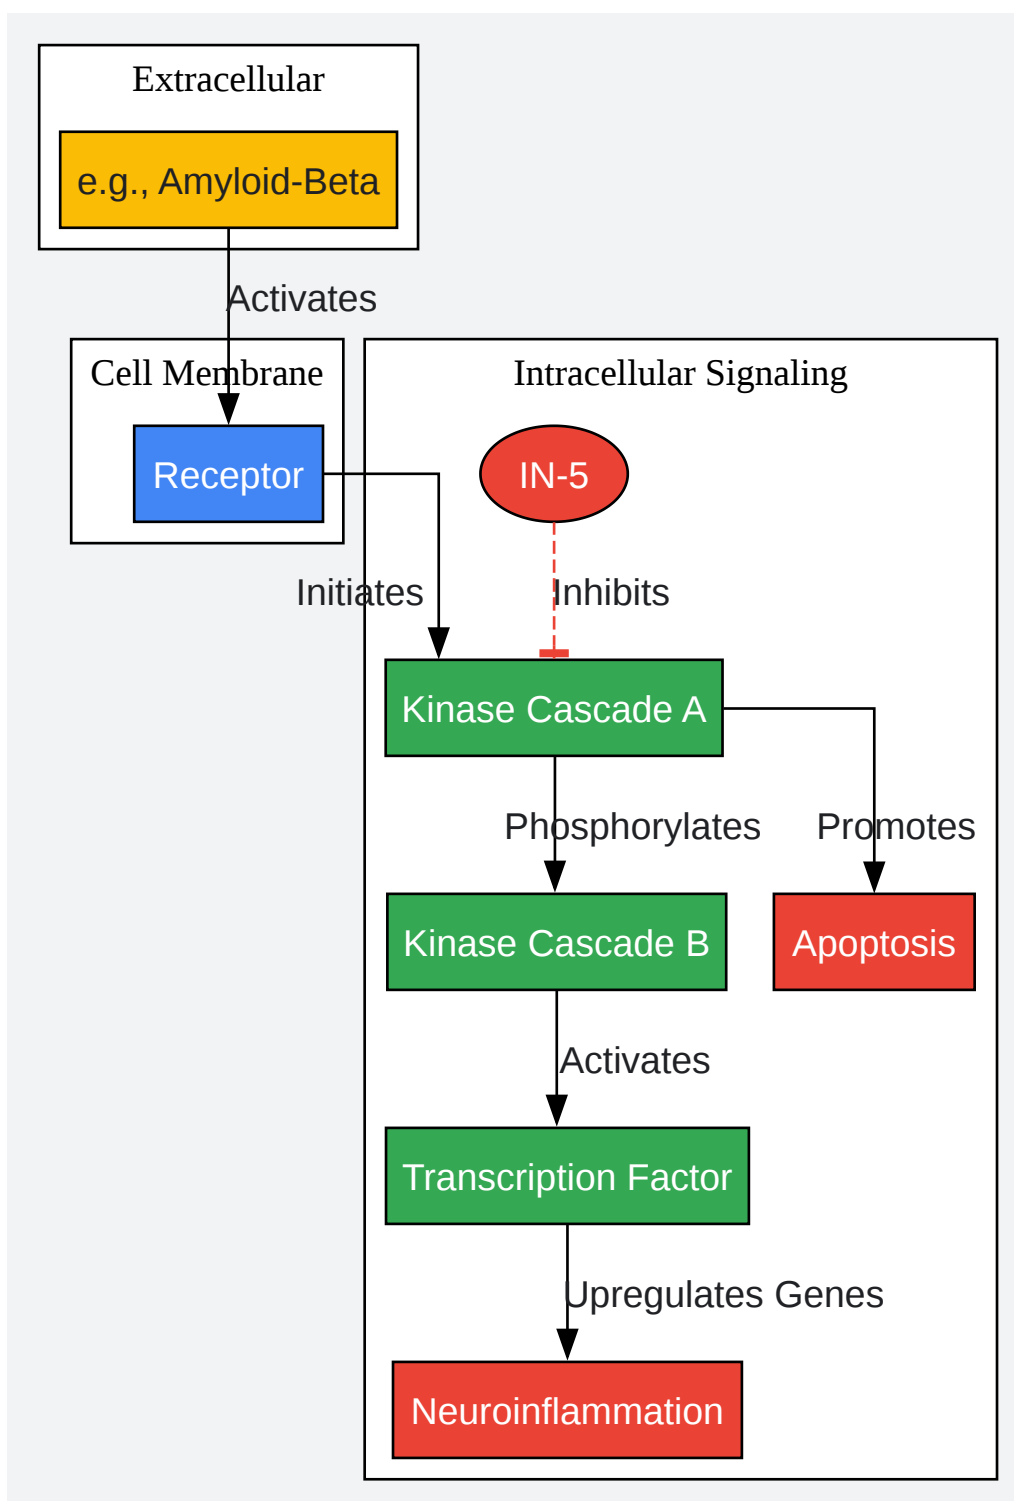 Extracellular
e.g., Amyloid-Beta
Activates
Cell Membrane
Intracellular Signaling
Receptor
IN-5
Initiates
Inhibits
Kinase Cascade A
Phosphorylates
Promotes
Kinase Cascade B
Apoptosis
Activates
Transcription Factor
Upregulates Genes
Neuroinflammation